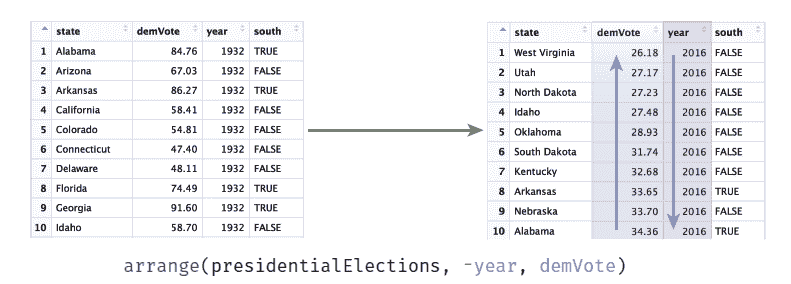 state demVote year south
1 Alabama 84.76 1932 TRUE
2 Arizona 67.03 1932 FALSE
3 Arkansas 86.27 1932 TRUE
4 California 58.41 1932 FALSE
5 Colorado 54.81 1932 FALSE
6 Connecticut 47.40 1932 FALSE
7 Delaware 48.11 1932 FALSE
8 Florida 74.49 1932 TRUE
9 Georgia 91.60 1932 TRUE
10 Idaho 58.70 1932 FALSE
state demVote year south
1 West Virginia 26.18 2016 FALSE
2 Utah 27.17 2016 FALSE
3 North Dakota 27.23 2016 FALSE
4 Idaho 27.48 2016 FALSE
5 Oklahoma 28.93 2016 FALSE
6 South Dakota 31.74 2016 FALSE
7 Kentucky 32.68 2016 FALSE
8 Arkansas 33.65 2016 TRUE
9 Nebraska 33.70 2016 FALSE
10 Alabama 34.36 2016 TRUE
arrange(presidentialElections, -year, demVote)